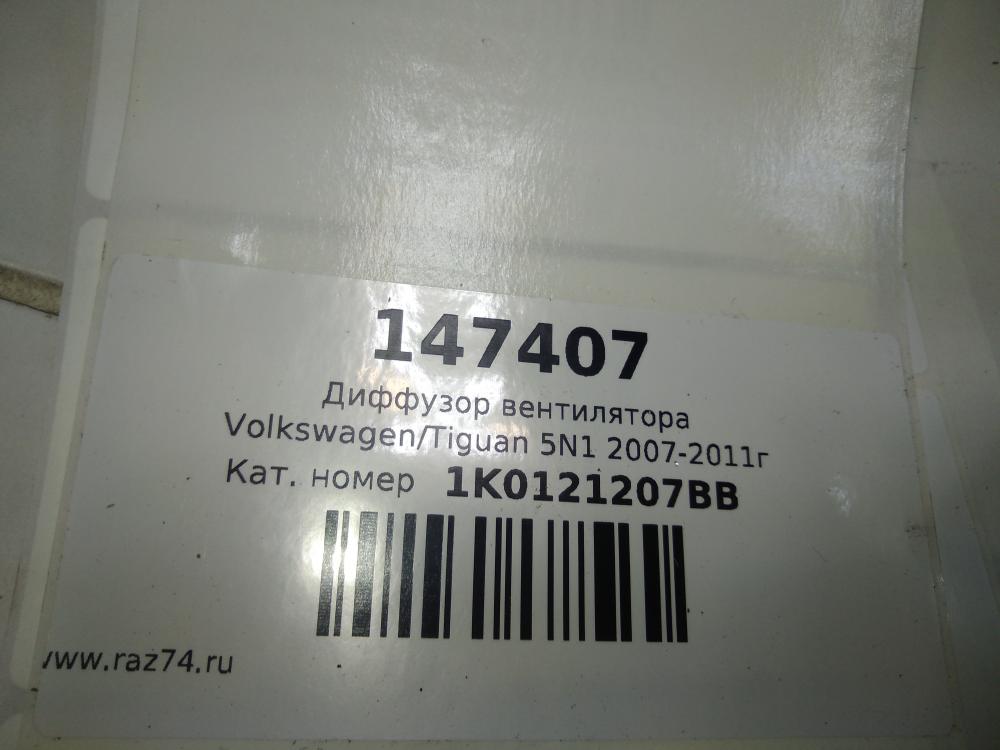 147407
Диффузор вентилятора
Volkswagen/Tiguan 5N1 2007-2011г
Кат. номер 1K0121207BB
www.raz74.ru